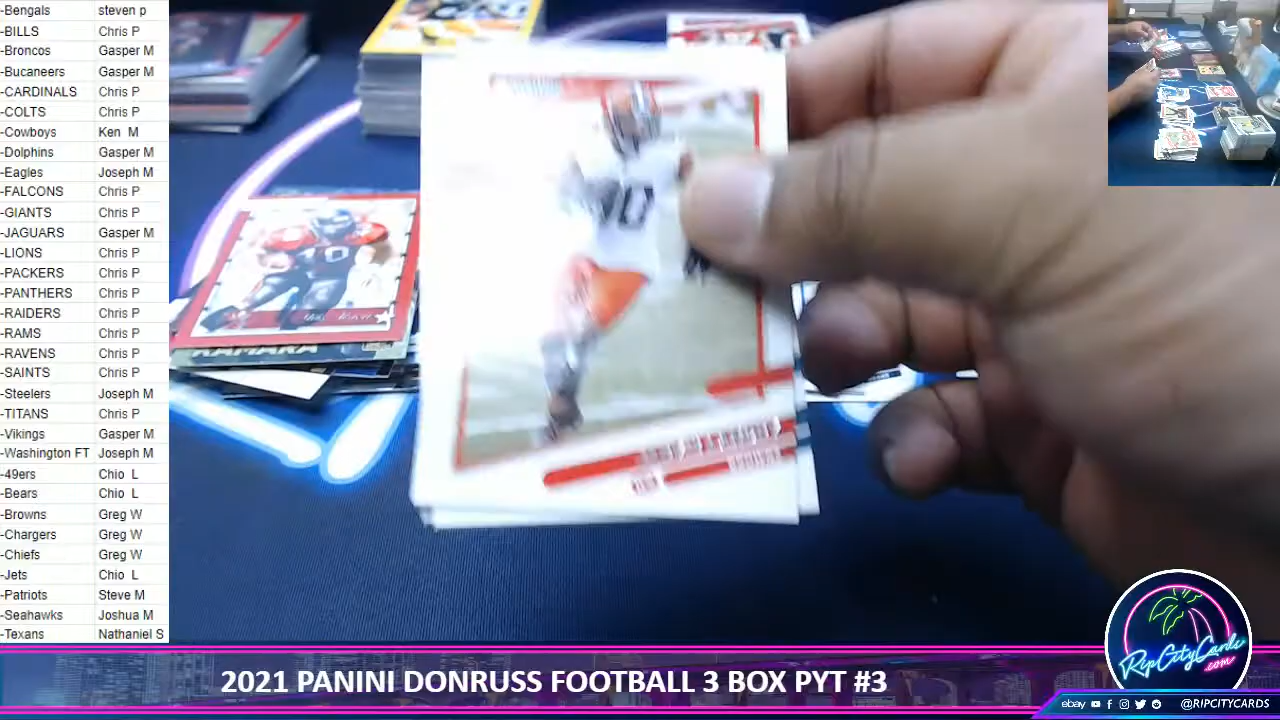 -Bengals steven p
-BILLS Chris P
-Broncos Gasper M
-Bucaneers Gasper M
-CARDINALS Chris P
-COLTS Chris P
-Cowboys Ken M
-Dolphins Gasper M
-Eagles Joseph M
-FALCONS Chris P
-GIANTS Chris P
-JAGUARS Gasper M
-LIONS Chris P
-PACKERS Chris P
-PANTHERS Chris P
-RAIDERS Chris P
-RAMS Chris P
-RAVENS Chris P
-SAINTS Chris P
-Steelers Joseph M
-TITANS Chris P
-Vikings Gasper M
-Washington FT Joseph M
-49ers Chio L
-Bears Chio L
-Browns Greg W
-Chargers Greg W
-Chiefs Greg W
-Jets Chio L
-Patriots Steve M
-Seahawks Joshua M
-Texans Nathaniel S
10
KAMARA
RipCityCards
.com
2021 PANINI DONRUSS FOOTBALL 3 BOX PYT #3
ebay @RIPCITYCARDS